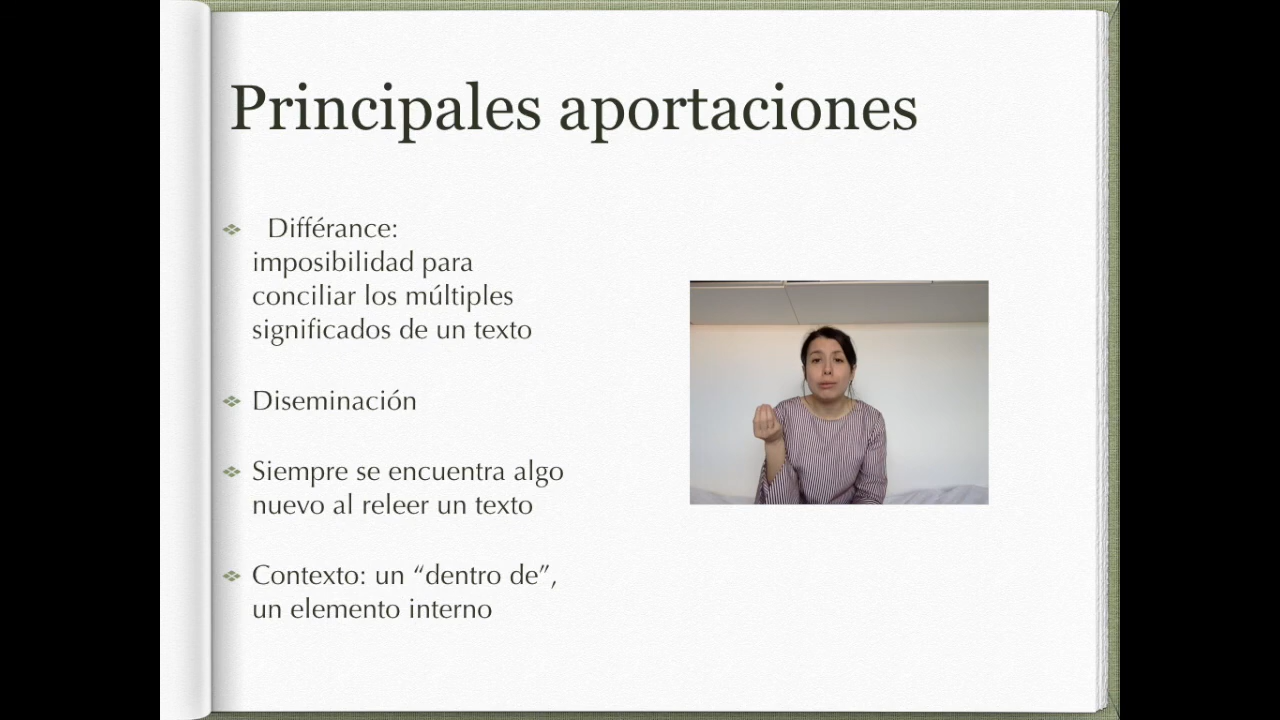 Principales aportaciones
Différance:
imposibilidad para
conciliar los múltiples
significados de un texto
Diseminación
Siempre se encuentra algo
nuevo al releer un texto
Contexto: un “dentro de”,
un elemento interno